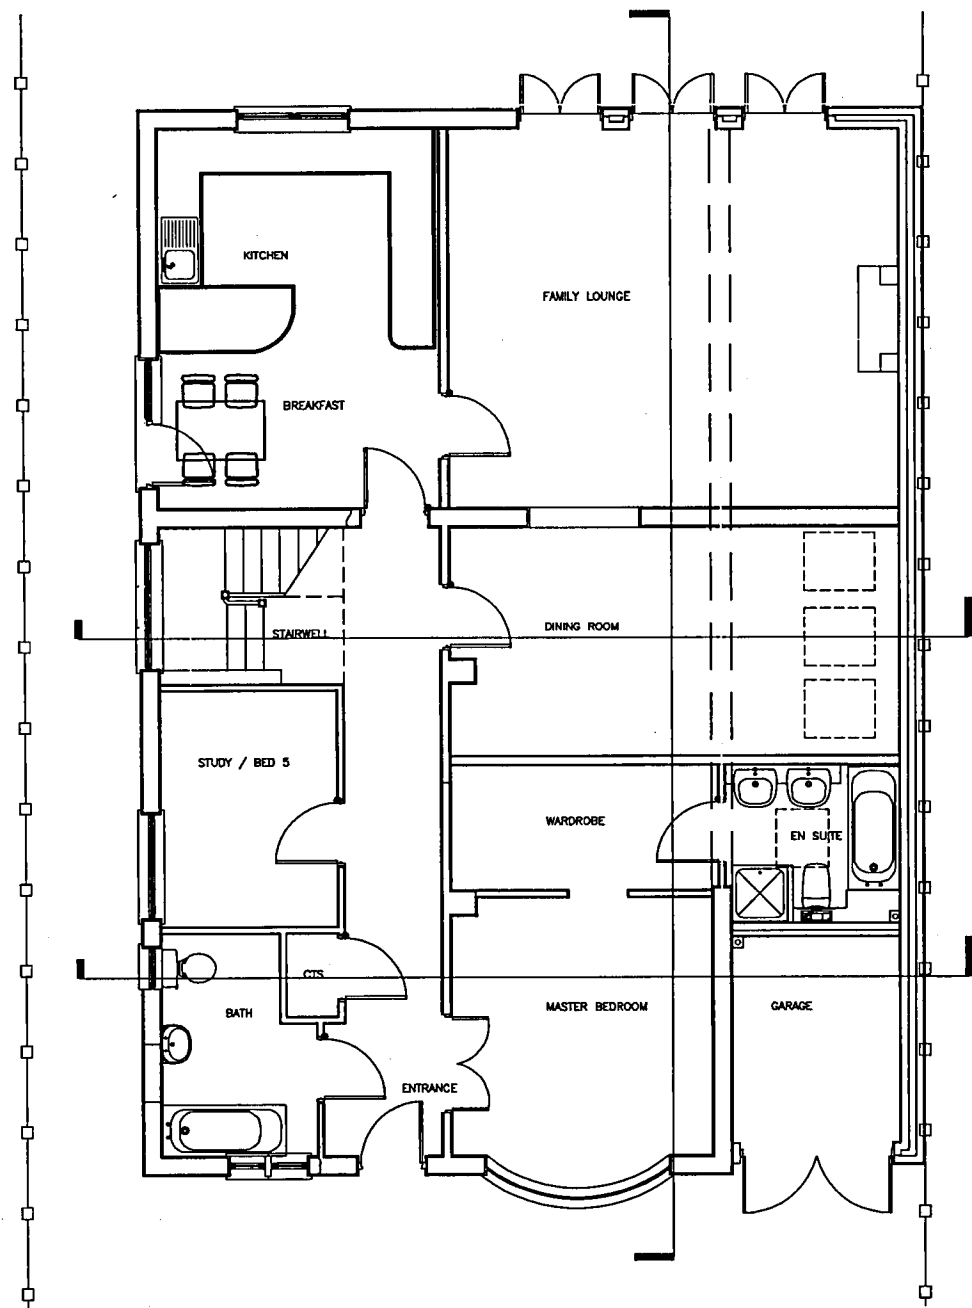 KITCHEN
FAMILY LOUNGE
BREAKFAST
DINING ROOM
STAIRWELL
STUDY / BED 5
WARDROBE
EN SUITE
CTS
MASTER BEDROOM
GARAGE
BATH
ENTRANCE